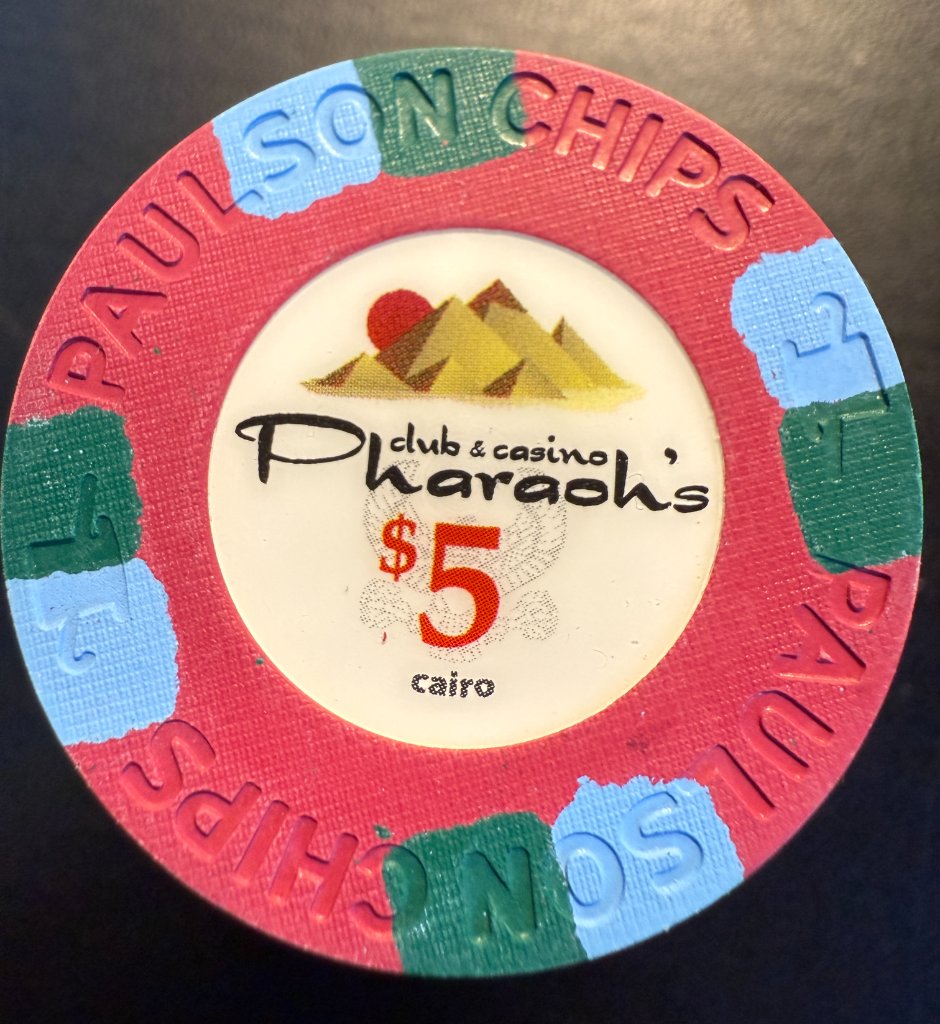 PAULSON CHIPS
club & casino
Pharaoh's
$5
cairo
PAULSON CHIPS